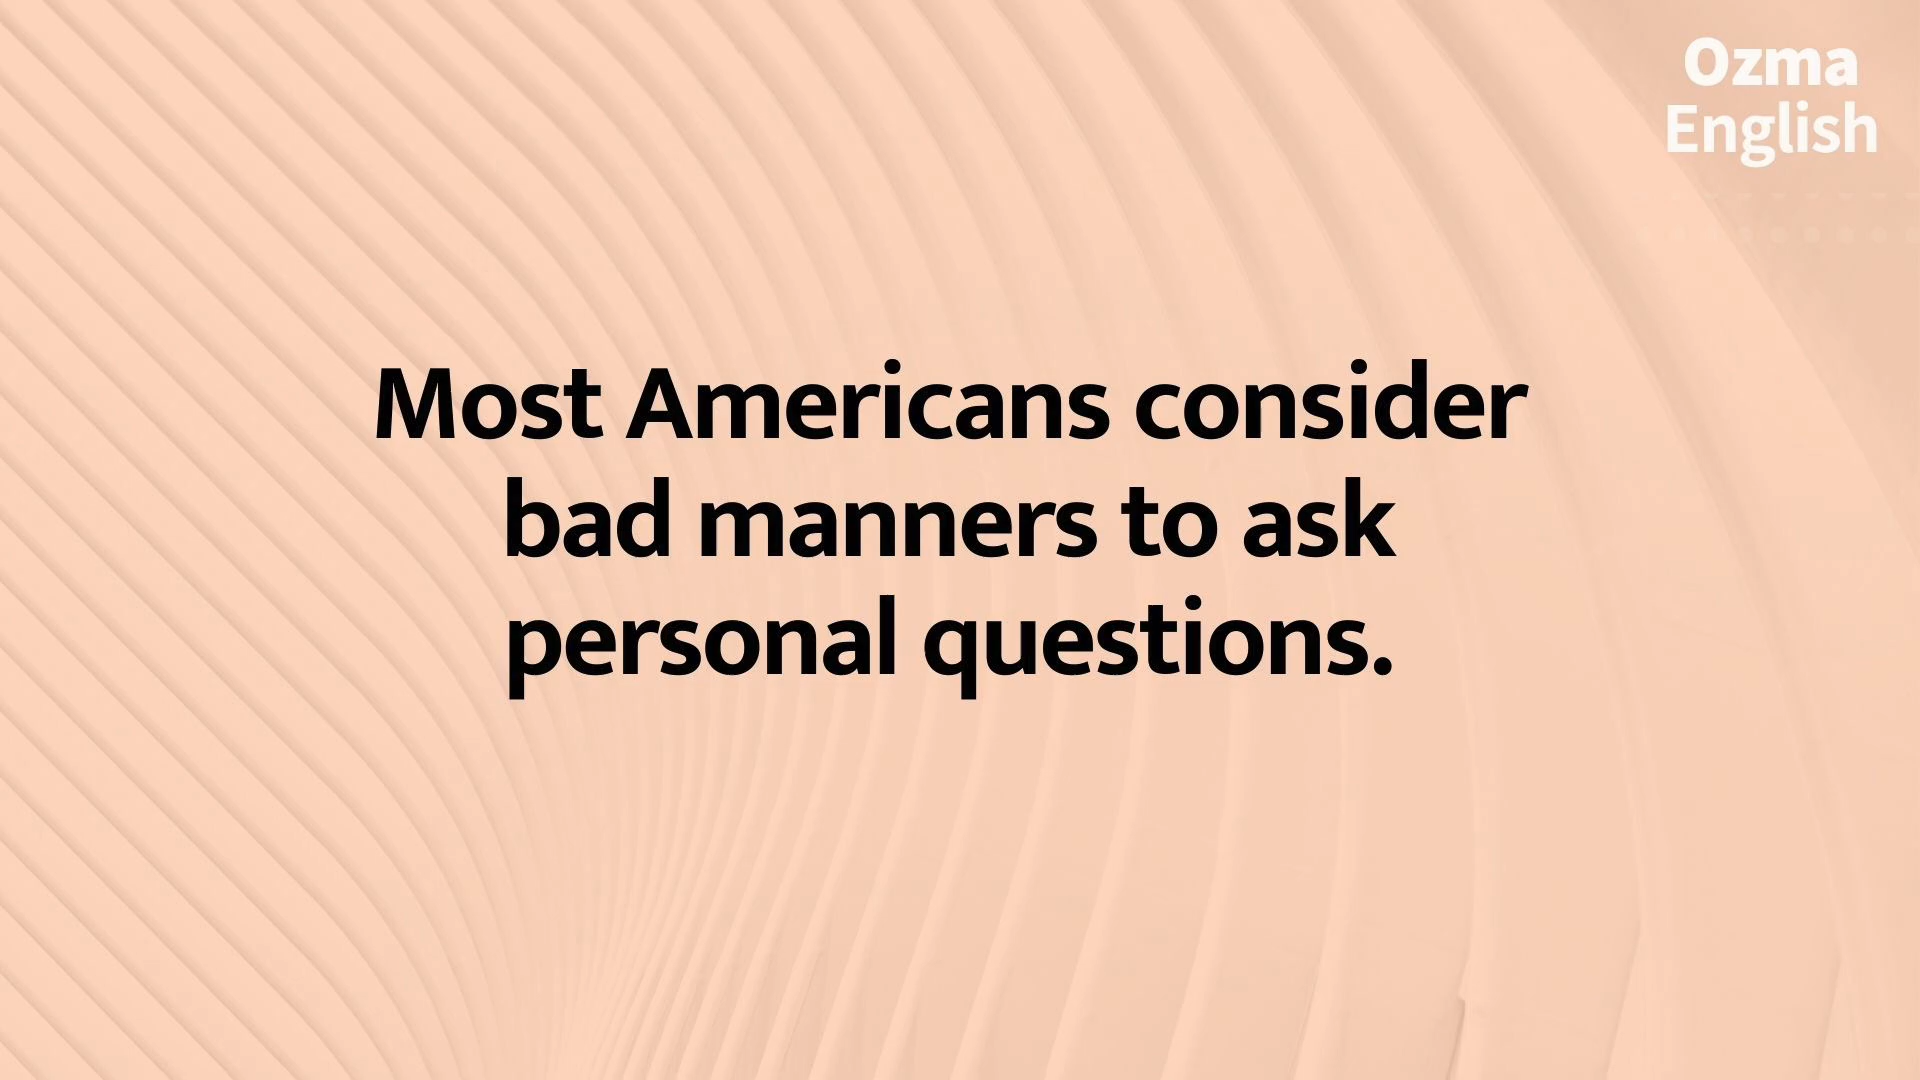 Ozma
English
Most Americans consider
bad manners to ask
personal questions.